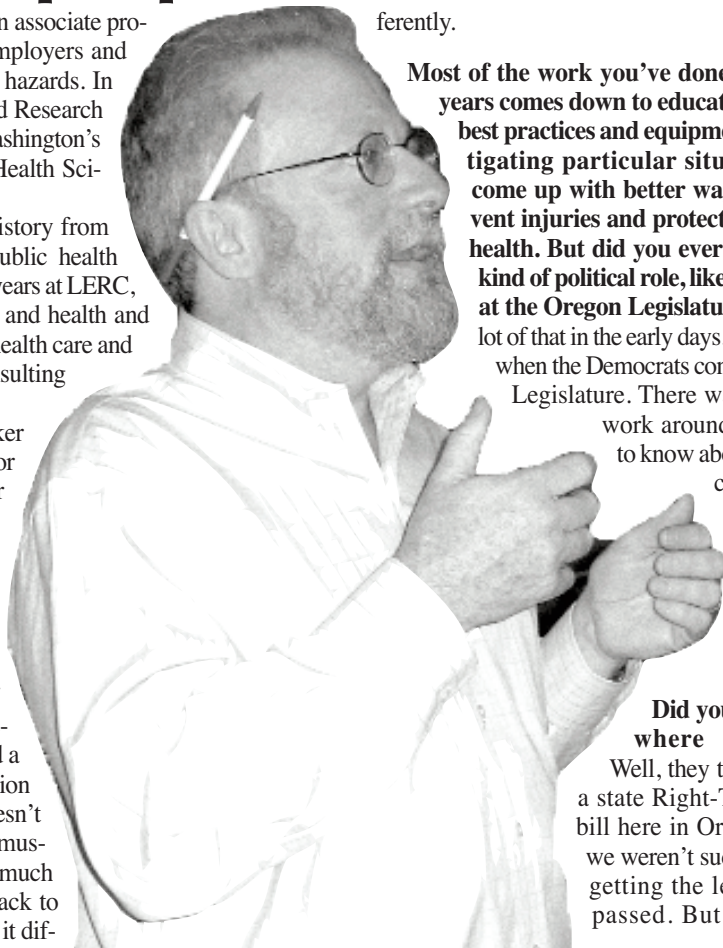 n associate pro-
mployers and
hazards. In
d Research
ashington's
Health Sci-
istory from
ublic health
years at LERC,
and health and
ealth care and
sulting
ker
or
r
-
d a
ion
esn't
mus-
much
ack to
it dif-
ferently.
Most of the work you've done
years comes down to educat
best practices and equipme
tigating particular situ
come up with better wa
vent injuries and protect
health. But did you ever
kind of political role, like
at the Oregon Legislatu
lot of that in the early days
when the Democrats con
Legislature. There w
work around
to know abo
c
Did you
where
Well, they t
a state Right-T
bill here in Or
we weren't suc
getting the le
passed. But